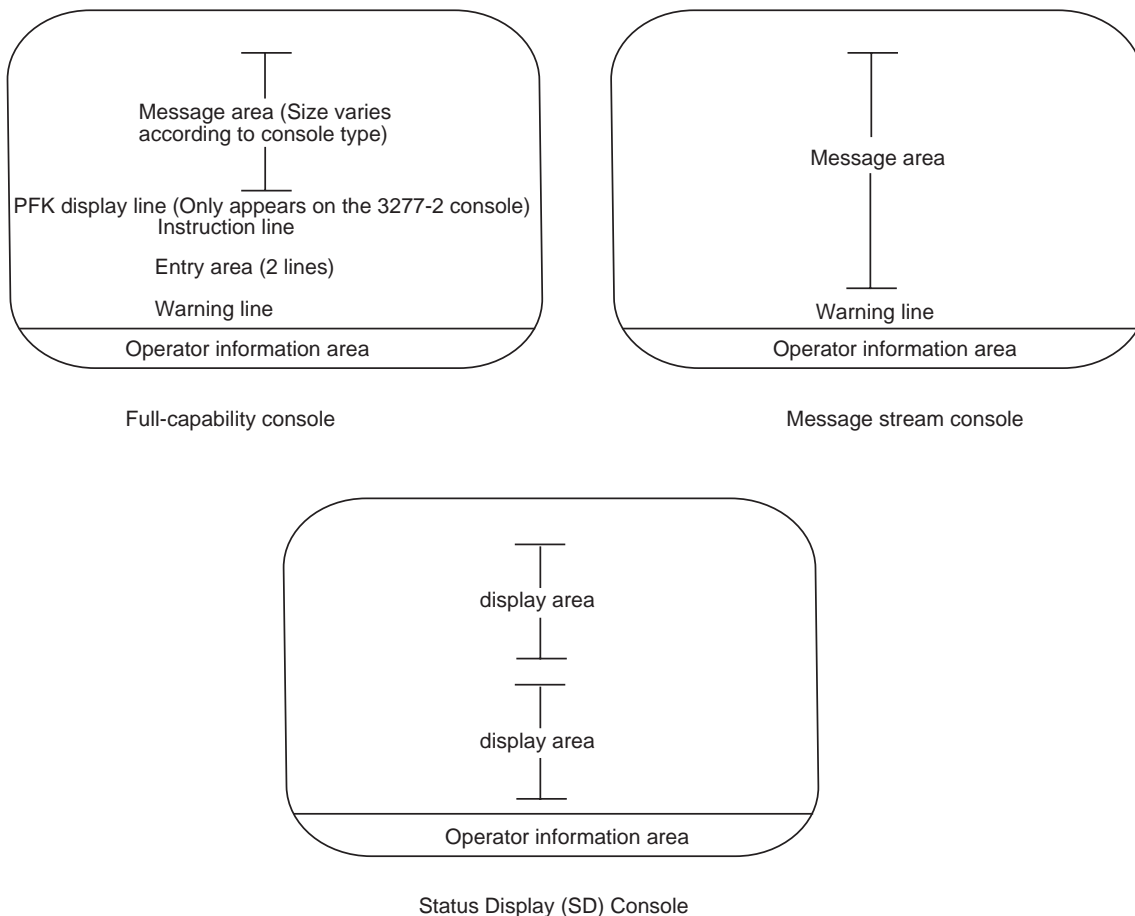 Message area (Size varies
according to console type)
PFK display line (Only appears on the 3277-2 console)
Instruction line
Entry area (2 lines)
Warning line
Operator information area
Full-capability console
Message area
Warning line
Operator information area
Message stream console
display area
display area
Operator information area
Status Display (SD) Console